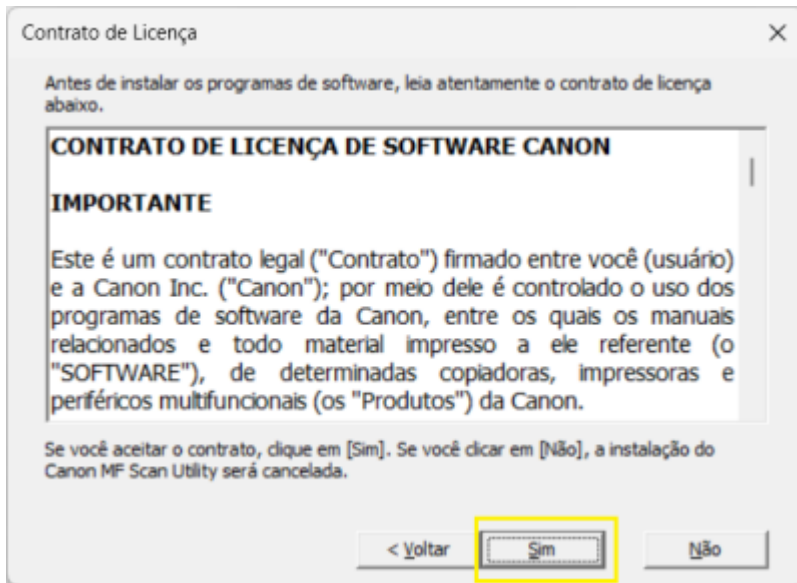 Contrato de Licença
Antes de instalar os programas de software, leia atentamente o contrato de licença
abaixo.
CONTRATO DE LICENÇA DE SOFTWARE CANON
IMPORTANTE
Este é um contrato legal ("Contrato") firmado entre você (usuário)
e a Canon Inc. ("Canon"); por meio dele é controlado o uso dos
programas de software da Canon, entre os quais os manuais
relacionados e todo material impresso a ele referente (o
"SOFTWARE"), de determinadas copiadoras, impressoras e
periféricos multifuncionais (os "Produtos") da Canon.
Se você aceitar o contrato, clique em [Sim]. Se você clicar em [Não], a instalação do
Canon MF Scan Utility será cancelada.
< Voltar Sim Não